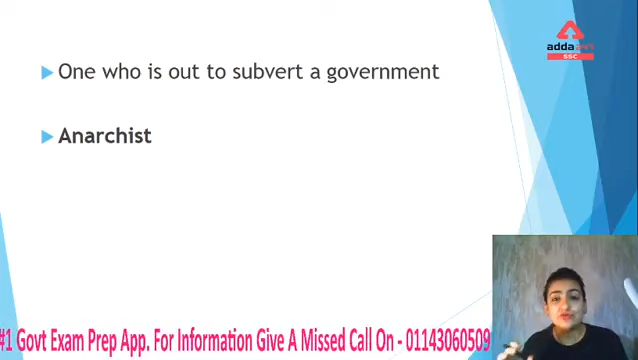 adda247
SSC
One who is out to subvert a government
Anarchist
#1 Govt Exam Prep App. For Information Give A Missed Call On - 01143060509